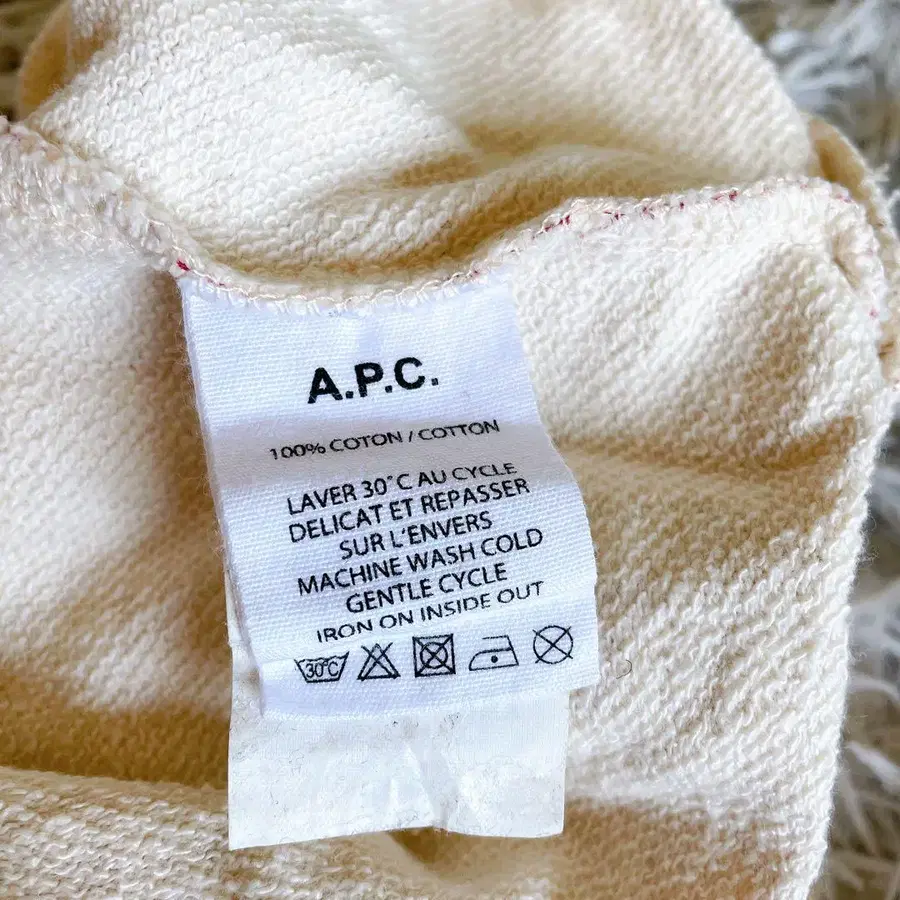 A.P.C.
100% COTON / COTTON
LAVER 30°C AU CYCLE
DELICAT ET REPASSER
SUR L'ENVERS
MACHINE WASH COLD
GENTLE CYCLE
IRON ON INSIDE OUT
30°C